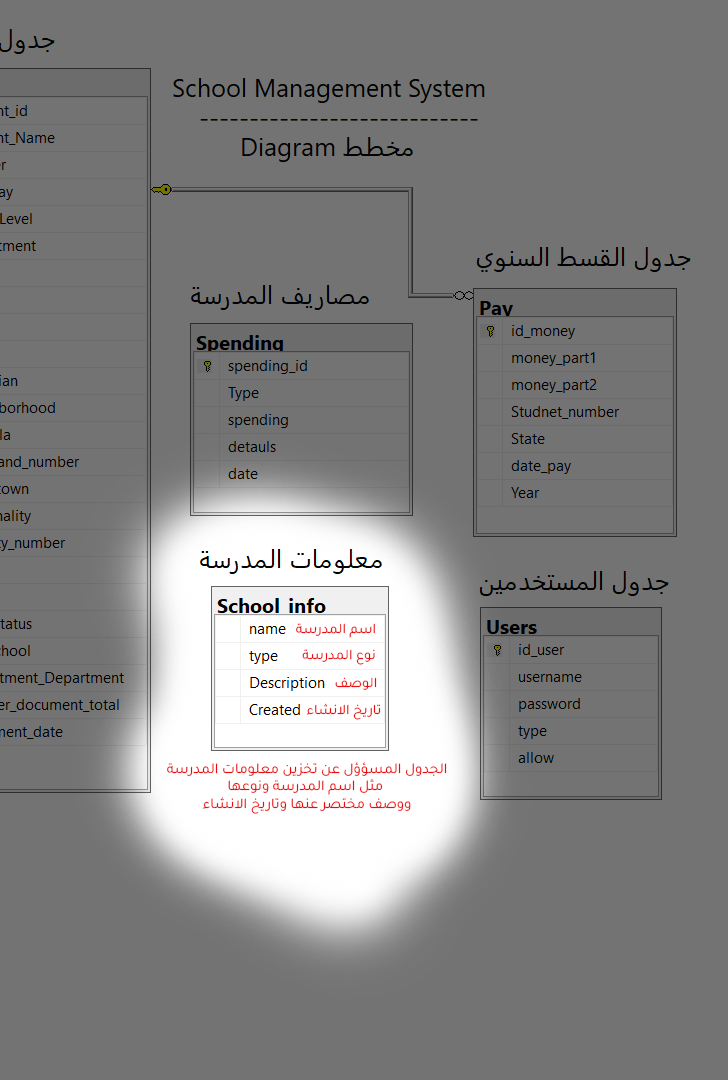 جدول
School Management System
---------------------------
مخطط Diagram
nt_id
nt_Name
er
ay
Level
tment
ian
borhood
la
and_number
town
nality
ty_number
tatus
chool
tment_Department
er_document_total
ment_date
جدول القسط السنوي
Pay
id_money
money_part1
money_part2
Studnet_number
State
date_pay
Year
مصاريف المدرسة
Spending
spending_id
Type
spending
detauls
date
معلومات المدرسة
School_info
name اسم المدرسة
type نوع المدرسة
Description الوصف
Created تاريخ الانشاء
الجدول المسؤؤل عن تخزين معلومات المدرسة
مثل اسم المدرسة ونوعها
ووصف مختصر عنها وتاريخ الانشاء
جدول المستخدمين
Users
id_user
username
password
type
allow